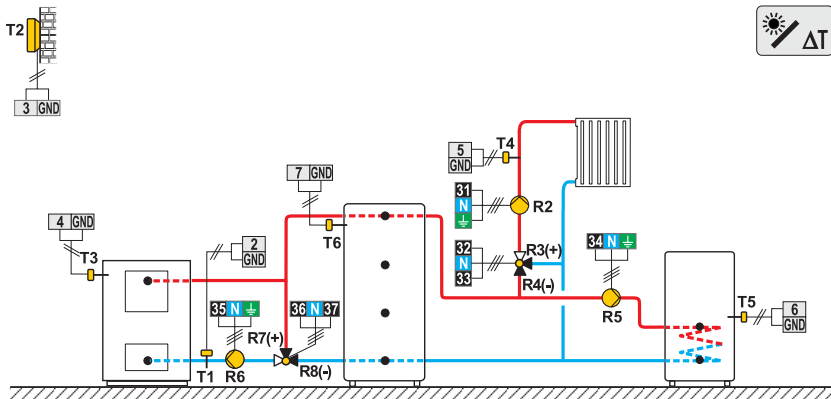 T2
ΔT
3 GND
5
GND
T4
7 GND
31
N
R2
4 GND
T6
T3
2
GND
32
N
33
R3(+)
R4(-)
34 N
35 N
36 N 37
R7(+)
R5
T5
6
GND
T1
R6
R8(-)